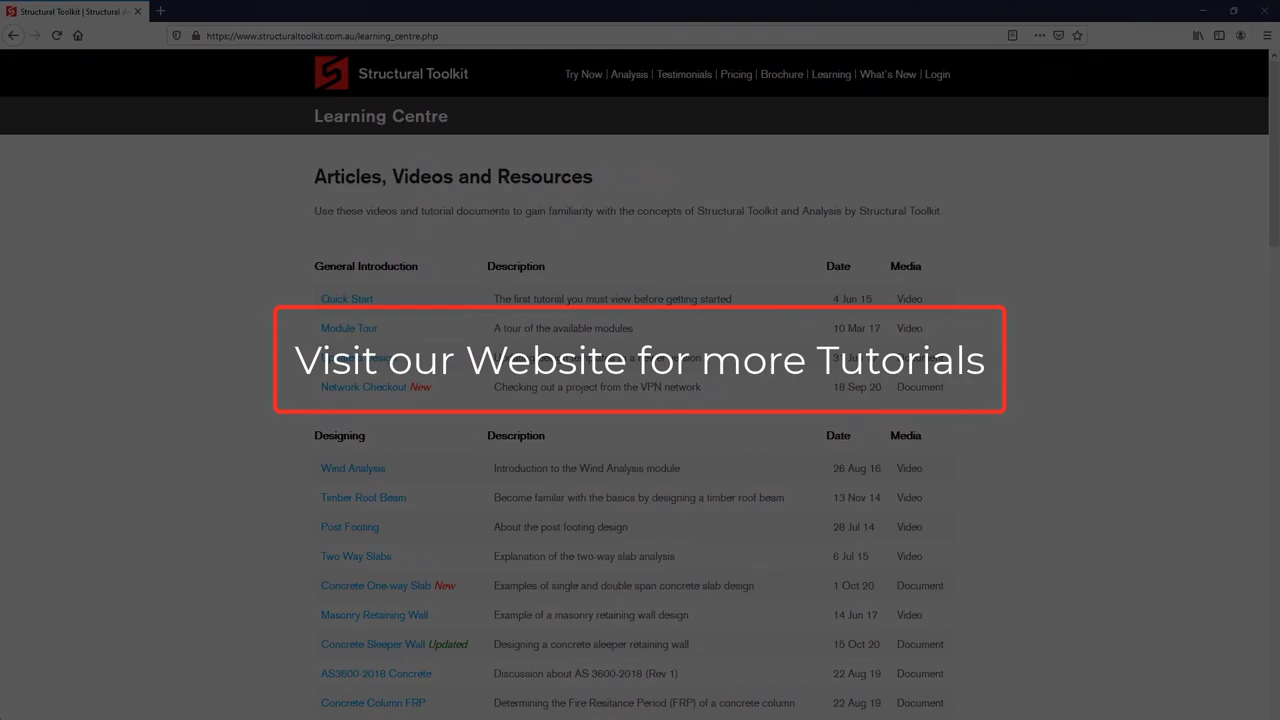 Structural Toolkit | Structural d
https://www.structuraltoolkit.com.au/learning_centre.php
Structural Toolkit
Try Now | Analysis | Testimonials | Pricing | Brochure | Learning | What's New | Login
Learning Centre
Articles, Videos and Resources
Use these videos and tutorial documents to gain familiarity with the concepts of Structural Toolkit and Analysis by Structural Toolkit.
General Introduction Description Date Media
Quick Start The first tutorial you must view before getting started 4 Jun 15 Video
Module Tour A tour of the available modules 10 Mar 17 Video
Visit our Website for more Tutorials
Network Checkout New Checking out a project from the VPN network 18 Sep 20 Document
Designing Description Date Media
Wind Analysis Introduction to the Wind Analysis module 26 Aug 16 Video
Timber Roof Beam Become familar with the basics by designing a timber roof beam 13 Nov 14 Video
Post Footing About the post footing design 28 Jul 14 Video
Two Way Slabs Explanation of the two-way slab analysis 6 Jul 15 Video
Concrete One-way Slab New Examples of single and double span concrete slab design 1 Oct 20 Document
Masonry Retaining Wall Example of a masonry retaining wall design 14 Jun 17 Video
Concrete Sleeper Wall Updated Designing a concrete sleeper retaining wall 15 Oct 20 Document
AS3600-2018 Concrete Discussion about AS 3600-2018 (Rev 1) 22 Aug 19 Document
Concrete Column FRP Determining the Fire Resitance Period (FRP) of a concrete column 22 Aug 19 Document